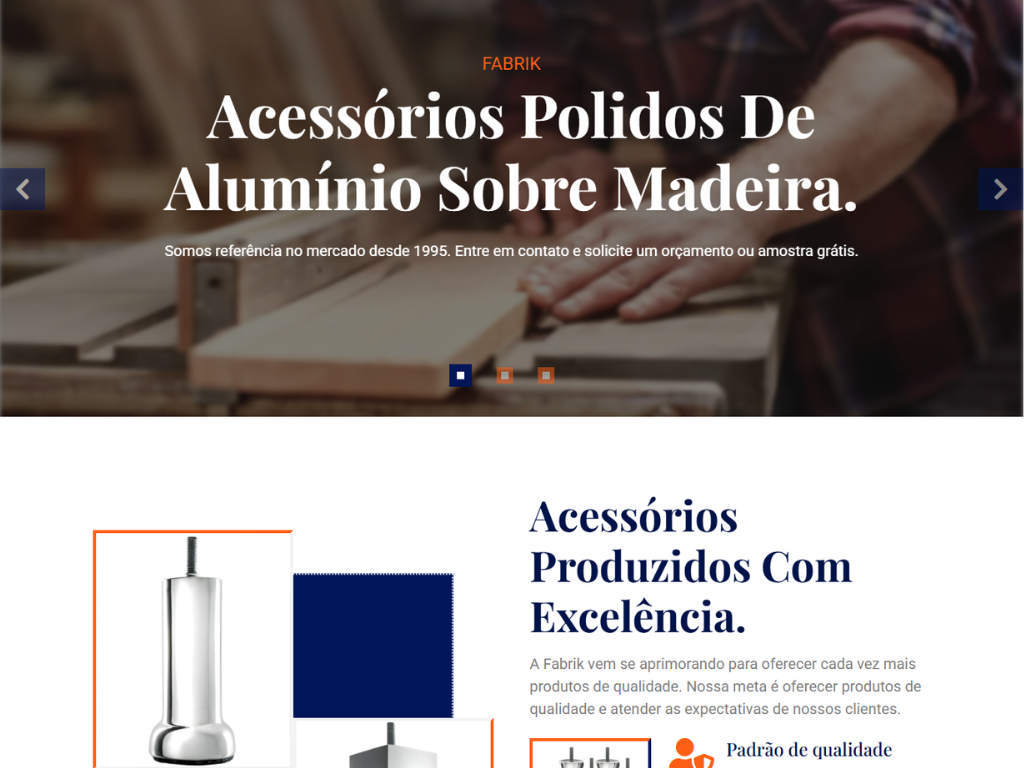 FABRIK
Acessórios Polidos De
Alumínio Sobre Madeira.
Somos referência no mercado desde 1995. Entre em contato e solicite um orçamento ou amostra grátis.
Acessórios
Produzidos Com
Excelência.
A Fabrik vem se aprimorando para oferecer cada vez mais
produtos de qualidade. Nossa meta é oferecer produtos de
qualidade e atender as expectativas de nossos clientes.
Padrão de qualidade